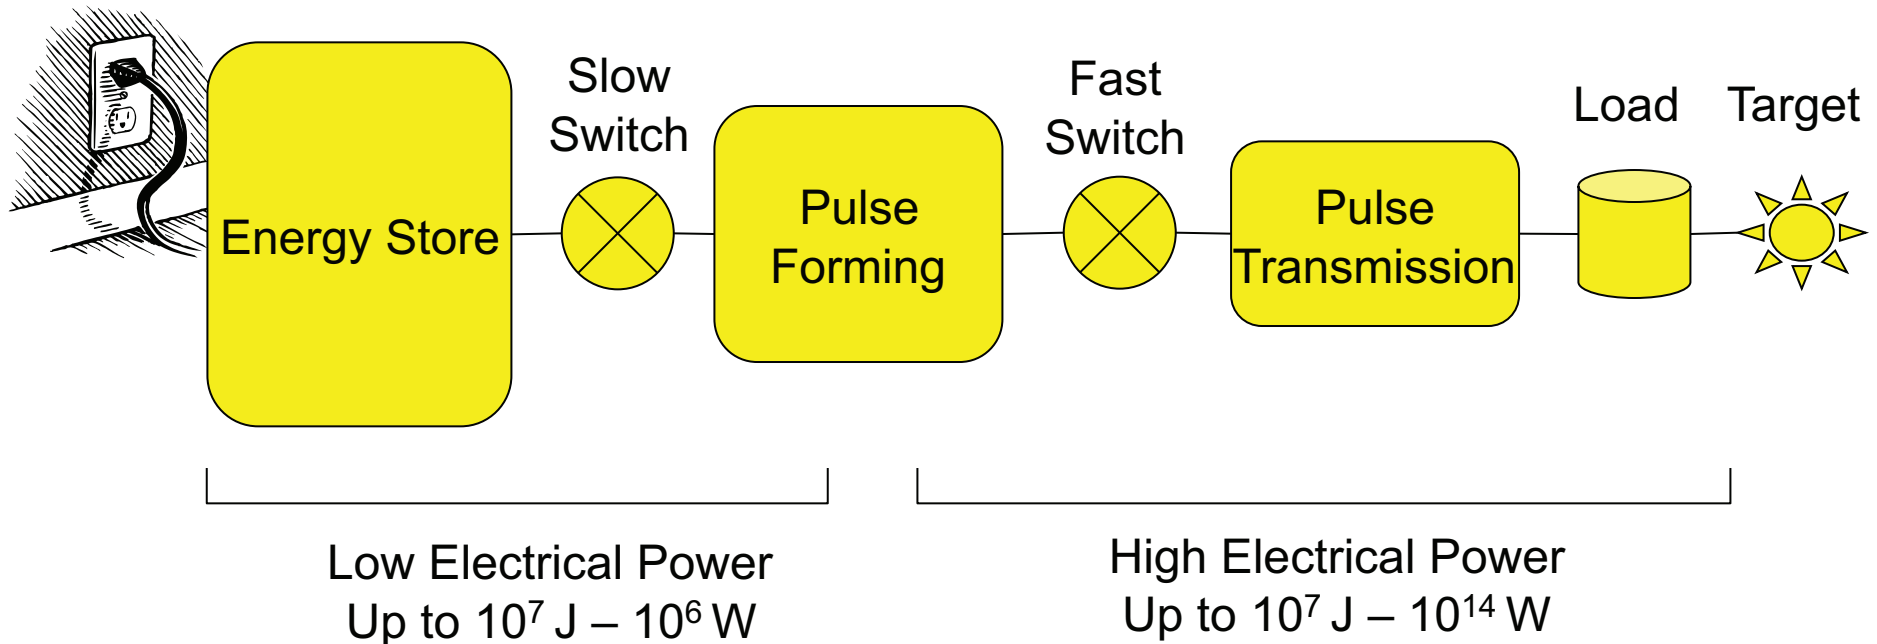 Energy Store
Slow
Switch
Pulse
Forming
Fast
Switch
Pulse
Transmission
Load
Target
Low Electrical Power
Up to 10⁷ J – 10⁶ W
High Electrical Power
Up to 10⁷ J – 10¹⁴ W